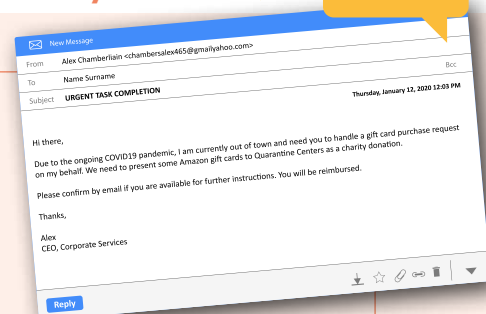 New Message
From Alex Chamberliain <chambersalex465@gmailyahoo.com>
To Name Surname
Bcc
Subject URGENT TASK COMPLETION
Thursday, January 12, 2020 12:03 PM
Hi there,
Due to the ongoing COVID19 pandemic, I am currently out of town and need you to handle a gift card purchase request
on my behalf. We need to present some Amazon gift cards to Quarantine Centers as a charity donation.
Please confirm by email if you are available for further instructions. You will be reimbursed.
Thanks,
Alex
CEO, Corporate Services
Reply